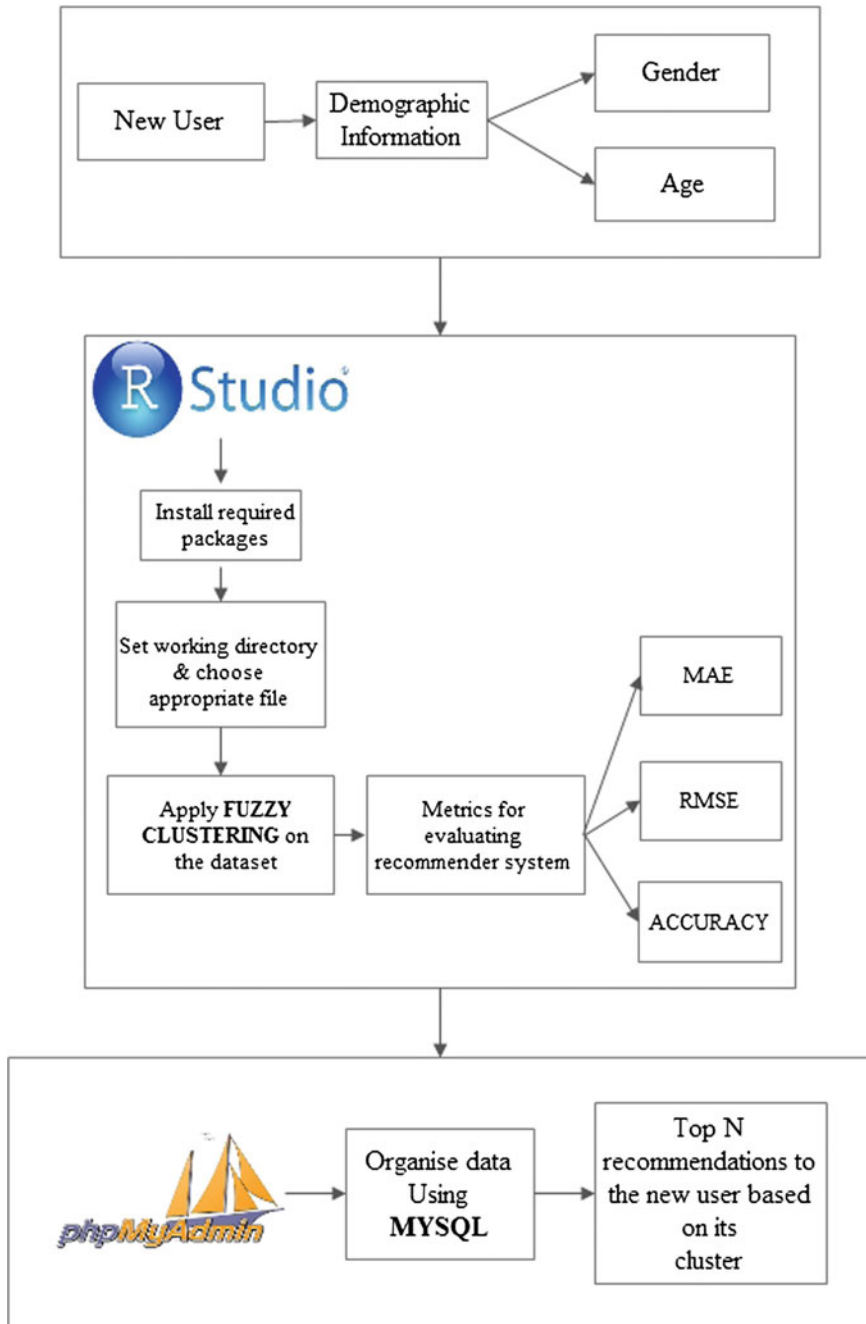 New User
Demographic
Information
Gender
Age
R Studio
Install required
packages
Set working directory
& choose
appropriate file
Apply FUZZY
CLUSTERING on
the dataset
Metrics for
evaluating
recommender system
MAE
RMSE
ACCURACY
phpMyAdmin
Organise data
Using
MYSQL
Top N
recommendations to
the new user based
on its
cluster